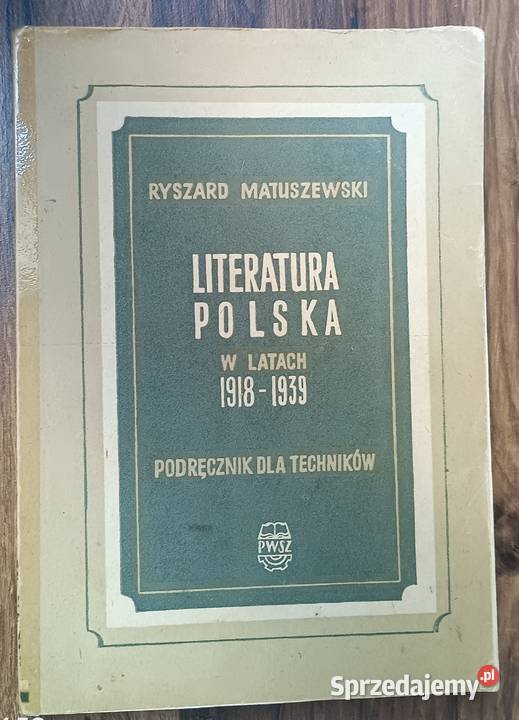 RYSZARD MATUSZEWSKI
LITERATURA
POLSKA
W LATACH
1918-1939
PODRĘCZNIK DLA TECHNIKÓW
PWSZ
Sprzedajemy.pl